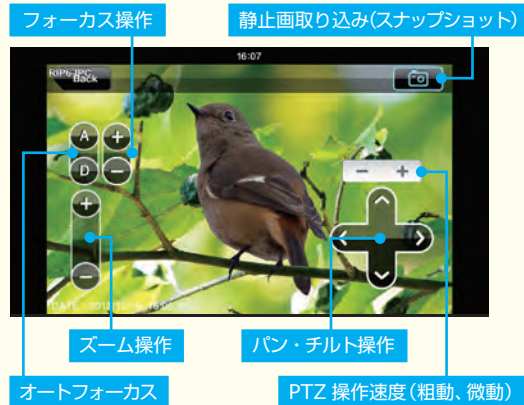 フォーカス操作
静止画取り込み(スナップショット)
16:07
Back
A
+
D
−
− +
+
−
ズーム操作
パン・チルト操作
オートフォーカス
PTZ 操作速度(粗動、微動)